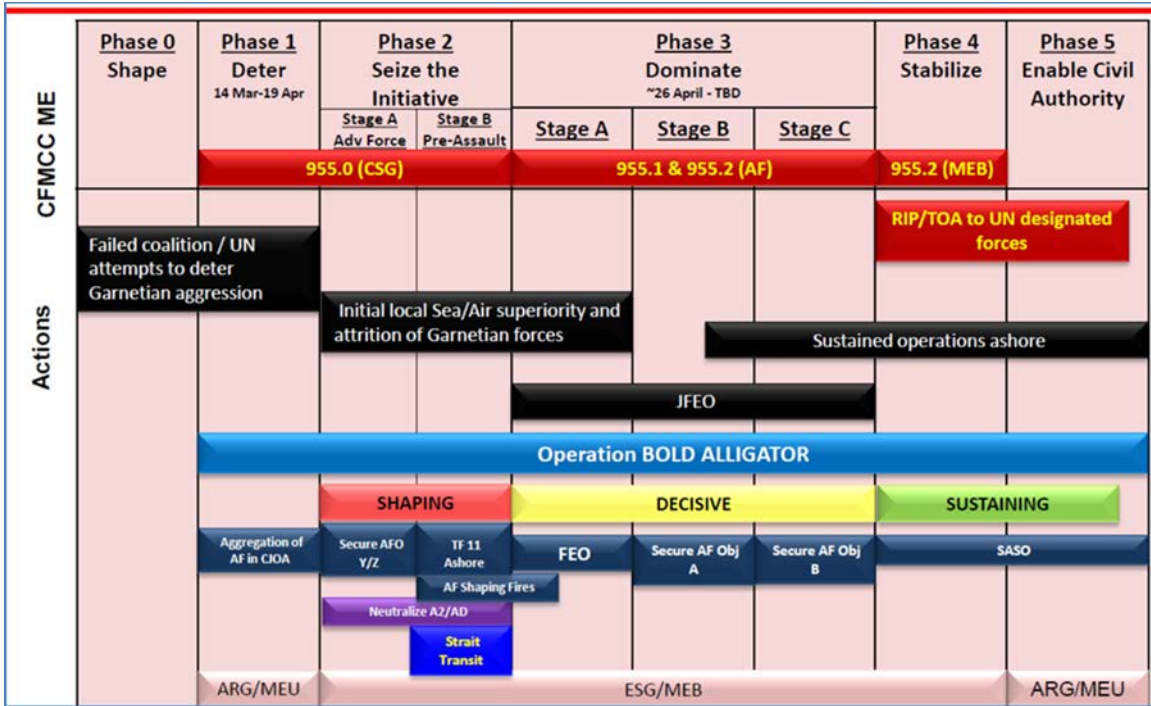 Phase 0
Shape
Phase 1
Deter
14 Mar-19 Apr
Phase 2
Seize the
Initiative
Stage A
Adv Force
Stage B
Pre-Assault
Phase 3
Dominate
~26 April - TBD
Stage A
Stage B
Stage C
Phase 4
Stabilize
Phase 5
Enable Civil
Authority
CFMCC ME
955.0 (CSG)
955.1 & 955.2 (AF)
955.2 (MEB)
Actions
RIP/TOA to UN designated
forces
Failed coalition / UN
attempts to deter
Garnetian aggression
Initial local Sea/Air superiority and
attrition of Garnetian forces
Sustained operations ashore
JFEO
Operation BOLD ALLIGATOR
SHAPING
DECISIVE
SUSTAINING
Aggregation of
AF in CJOA
Secure AFO
Y/Z
TF 11
Ashore
FEO
Secure AF Obj
A
Secure AF Obj
B
SASO
AF Shaping Fires
Neutralize A2/AD
Strait
Transit
ARG/MEU
ESG/MEB
ARG/MEU